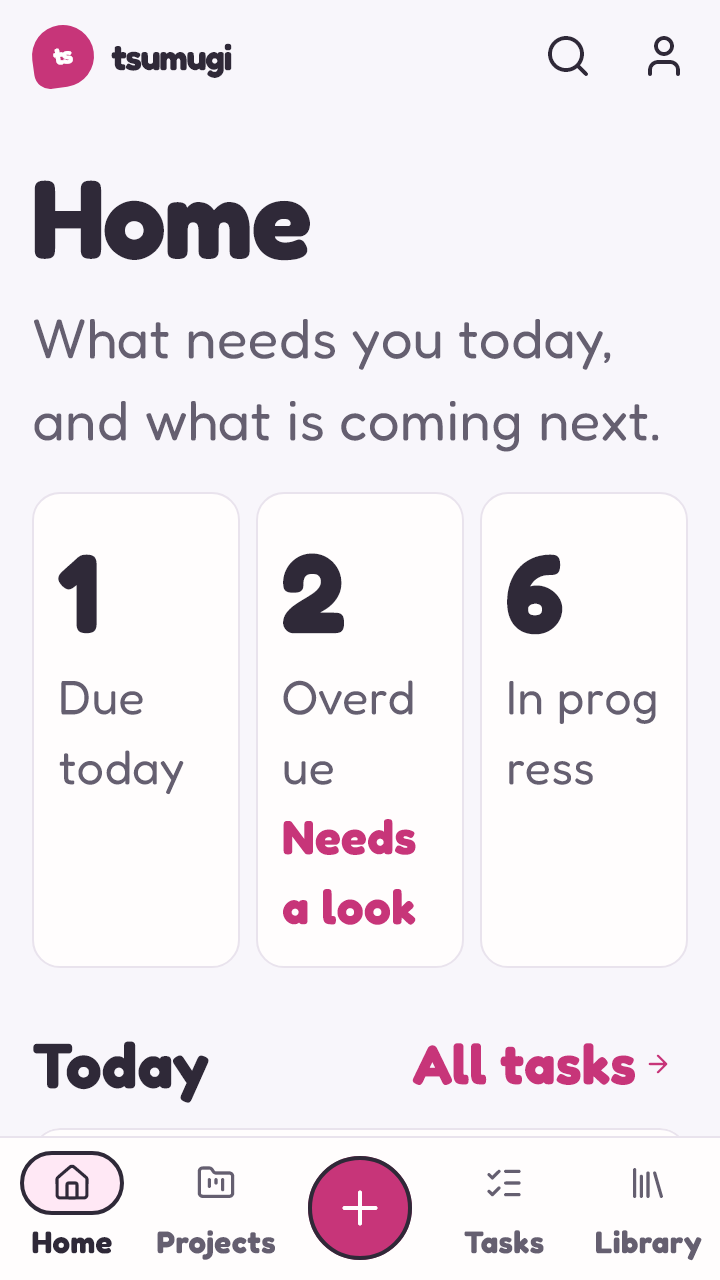 ts tsumugi
Home
What needs you today,
and what is coming next.
1
Due
today
2
Overd
ue
Needs
a look
6
In prog
ress
Today
All tasks →
Home
Projects
Tasks
Library